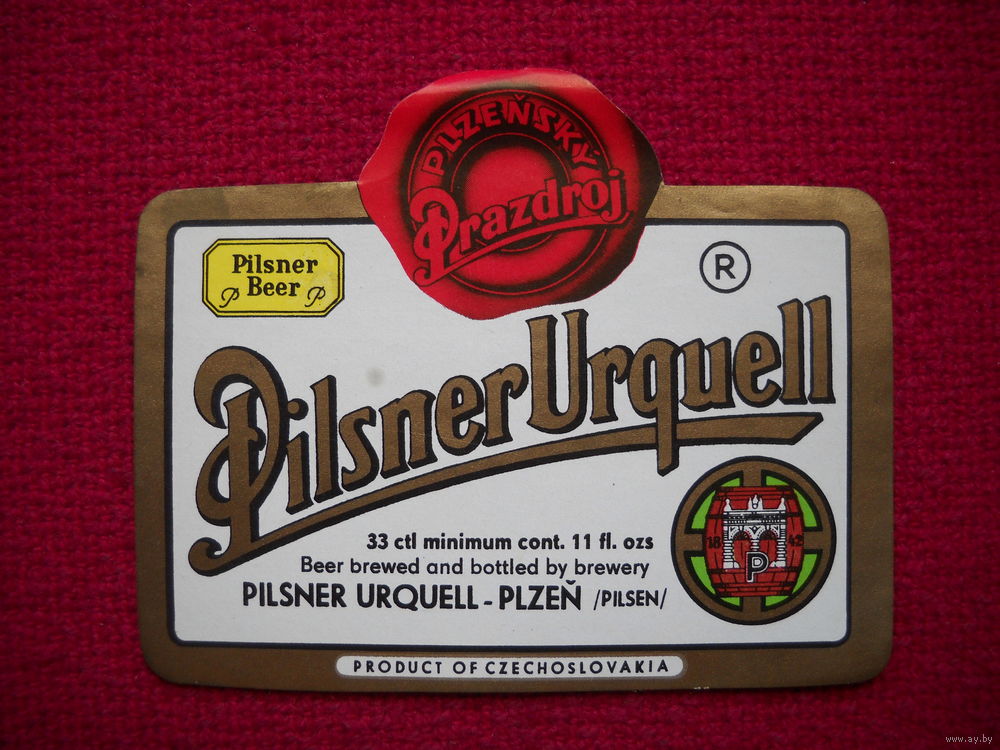 PLZEŇSKÝ
Prazdroj
Pilsner
Beer
P P
R
Pilsner Urquell
33 ctl minimum cont. 11 fl. ozs
Beer brewed and bottled by brewery
PILSNER URQUELL - PLZEŇ /PILSEN/
18 42
P
PRODUCT OF CZECHOSLOVAKIA
www.ay.by